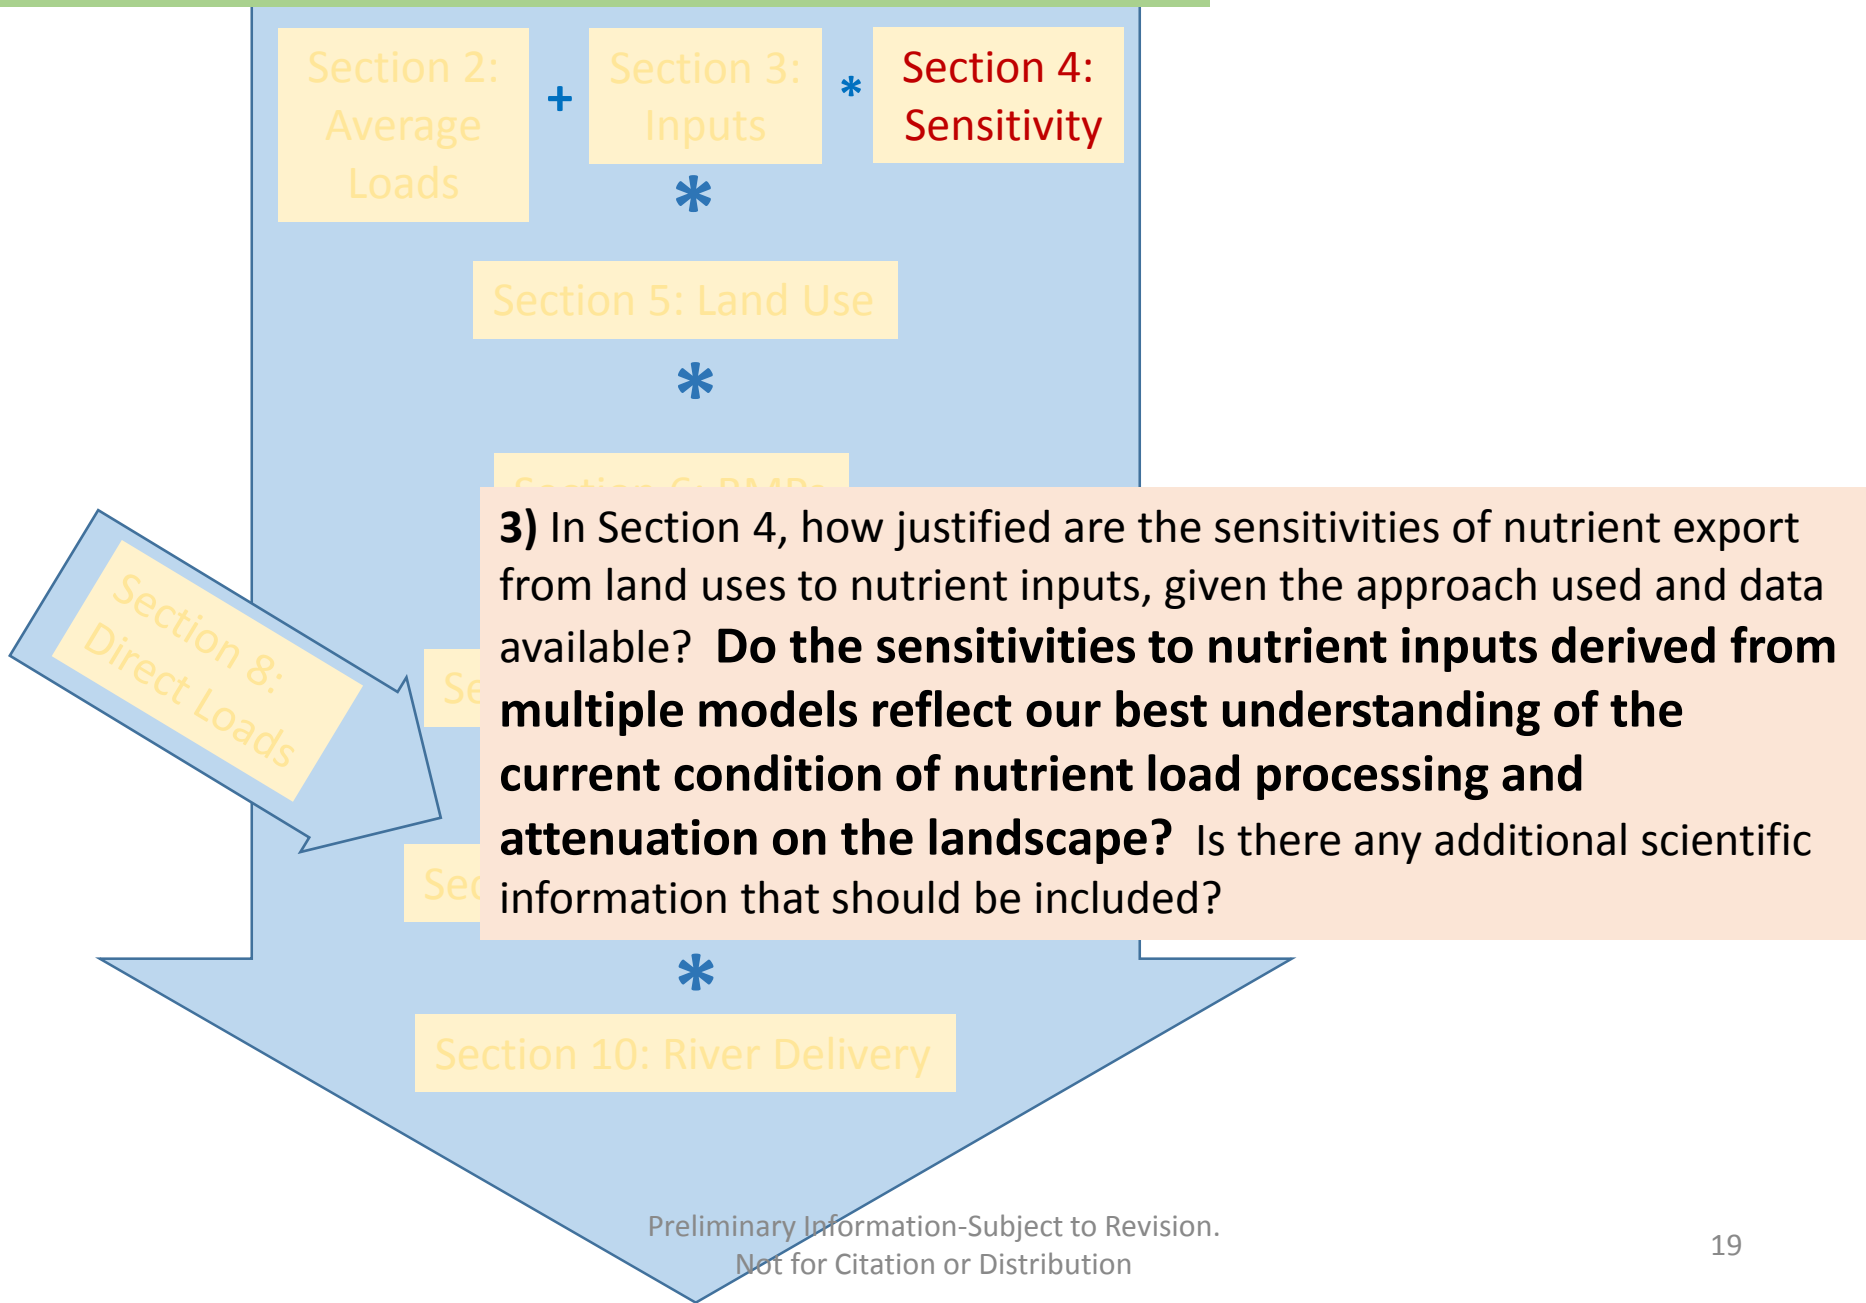 Section 2:
Average
Loads
+
Section 3:
Inputs
*
Section 4:
Sensitivity
*
Section 5: Land Use
*
Section 6: BMPs
3) In Section 4, how justified are the sensitivities of nutrient export
from land uses to nutrient inputs, given the approach used and data
available? Do the sensitivities to nutrient inputs derived from
multiple models reflect our best understanding of the
current condition of nutrient load processing and
attenuation on the landscape? Is there any additional scientific
information that should be included?
Section 8:
Direct Loads
Se
Sec
*
Section 10: River Delivery
Preliminary Information-Subject to Revision.
Not for Citation or Distribution
19